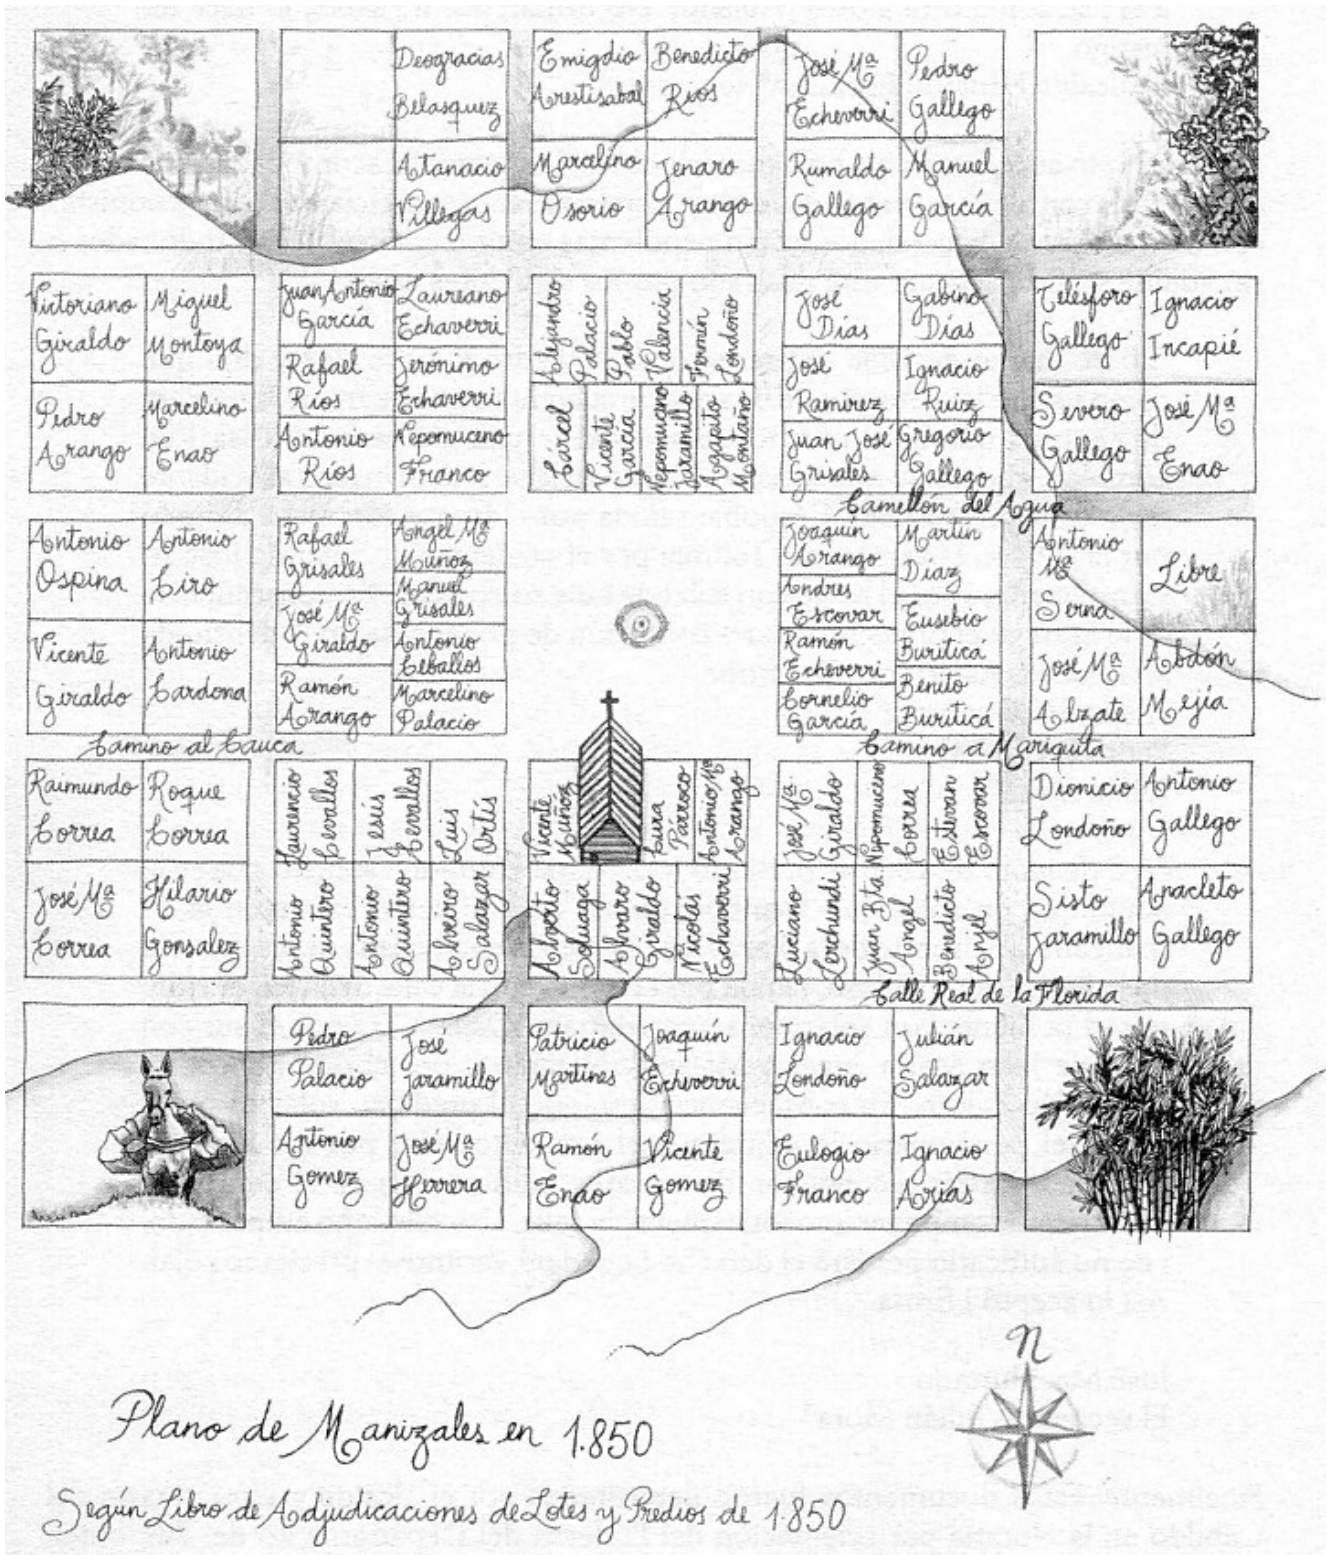 Deogracias
Belasquez
Emigdio
Arestisabal
Benedicto
Ríos
José Mª
Echeverri
Pedro
Gallego
Atanacio
Villegas
Marcelino
Osorio
Jenaro
Arango
Rumaldo
Gallego
Manuel
García
Victoriano
Giraldo
Miguel
Montoya
Pedro
Arango
Marcelino
Enao
Juan Antonio
García
Laureano
Echaverri
Rafael
Ríos
Jerónimo
Echaverri
Antonio
Ríos
Nepomuceno
Franco
Alejandro
Palacio
Pablo
Valencia
Fermín
Londoño
Cárcel
Vicente
García
Nepomuceno
Jaramillo
Agapito
Montaño
José
Días
Gabino
Días
José
Ramirez
Ignacio
Ruiz
Juan José
Grisales
Gregorio
Gallego
Telésforo
Gallego
Ignacio
Incapié
Severo
Gallego
José Mª
Enao
Camellón del Agua
Antonio
Ospina
Antonio
Ciro
Vicente
Giraldo
Antonio
Cardona
Rafael
Grisales
Angel Mª
Muñoz
José Mª
Giraldo
Manuel
Grisales
Antonio
Ceballos
Ramón
Arango
Marcelino
Palacio
Joaquín
Arango
Martín
Díaz
Andres
Escovar
Eusebio
Buriticá
Ramón
Echeverri
Cornelio
García
Benito
Buriticá
Antonio
Mª
Serna
Libre
José Mª
Alzate
Abdón
Mejía
Camino al Cauca
Camino a Mariquita
Raimundo
Correa
Roque
Correa
José Mª
Correa
Hilario
Gonsalez
Laurencio
Cevallos
Jesús
Cevallos
Luis
Ortís
Antonio
Quintero
Antonio
Quintero
Alviro
Salazar
Vicente
Muñoz
Cura
Párroco
Antonio Mª
Arango
Alverto
Soluaga
Alvaro
Giraldo
Nicolás
Echaverri
José Mª
Giraldo
Nepomuceno
Correa
Estevan
Escovar
Luciano
Lerchundi
Juan Bta.
Angel
Benedicto
Angel
Dionicio
Londoño
Antonio
Gallego
Sisto
Jaramillo
Anacleto
Gallego
Calle Real de la Florida
Pedro
Palacio
José
Jaramillo
Antonio
Gomez
José Mª
Herrera
Patricio
Martines
Joaquín
Echeverri
Ramón
Enao
Vicente
Gomez
Ignacio
Londoño
Julián
Salazar
Eulogio
Franco
Ignacio
Arias
n
Plano de Manizales en 1.850
Según Libro de Adjudicaciones de Lotes y Predios de 1.850